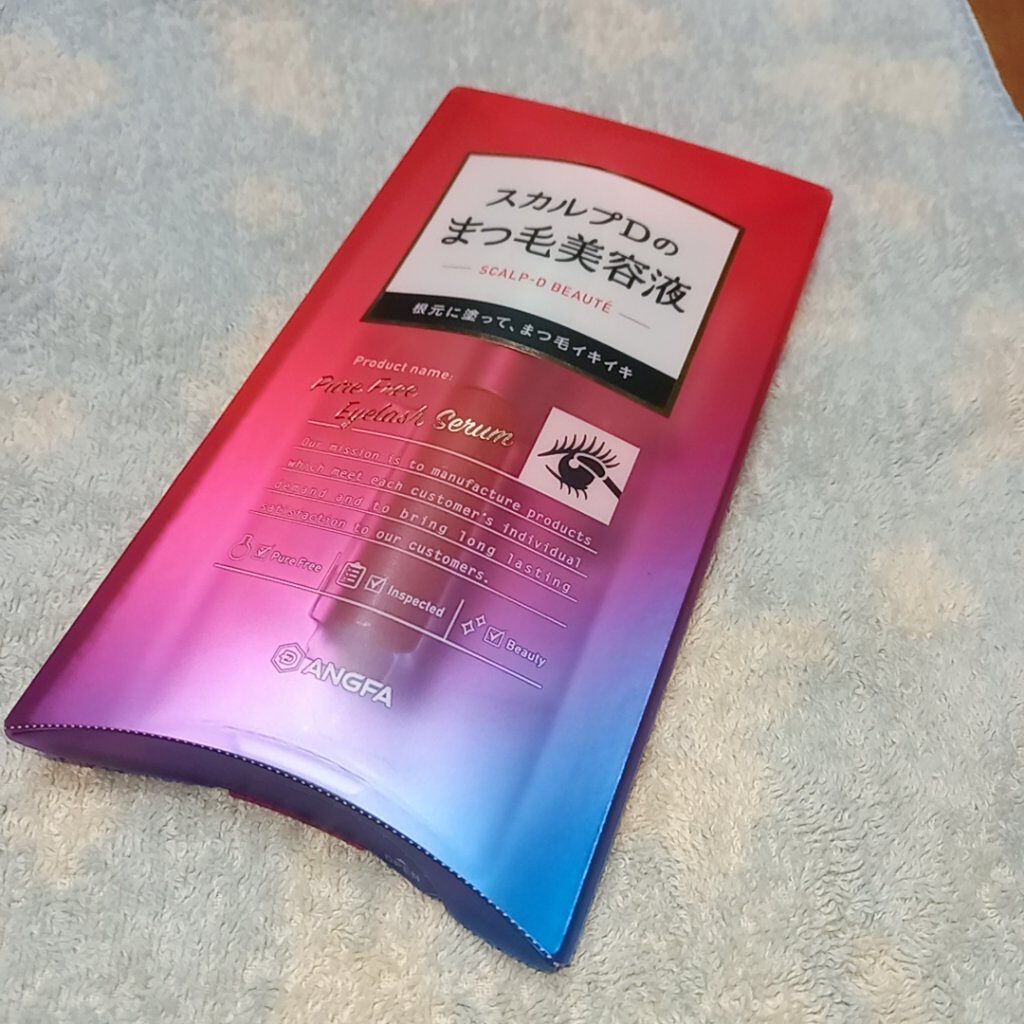 スカルプDの
まつ毛美容液
SCALP-D BEAUTÉ
根元に塗って、まつ毛イキイキ
Product name:
Pure Free
Eyelash Serum
Our mission is to manufacture products
which meet each customer's individual
demand and to bring long lasting
satisfaction to our customers.
Pure Free
Inspected
Beauty
ANGFA
OPEN